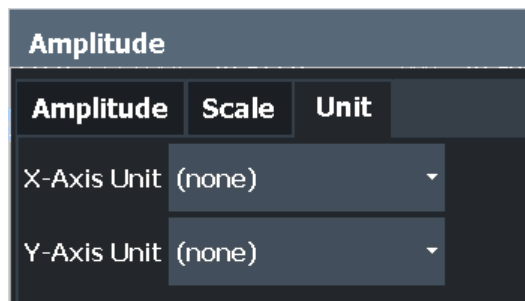 Amplitude
Amplitude Scale Unit
X-Axis Unit (none)
Y-Axis Unit (none)